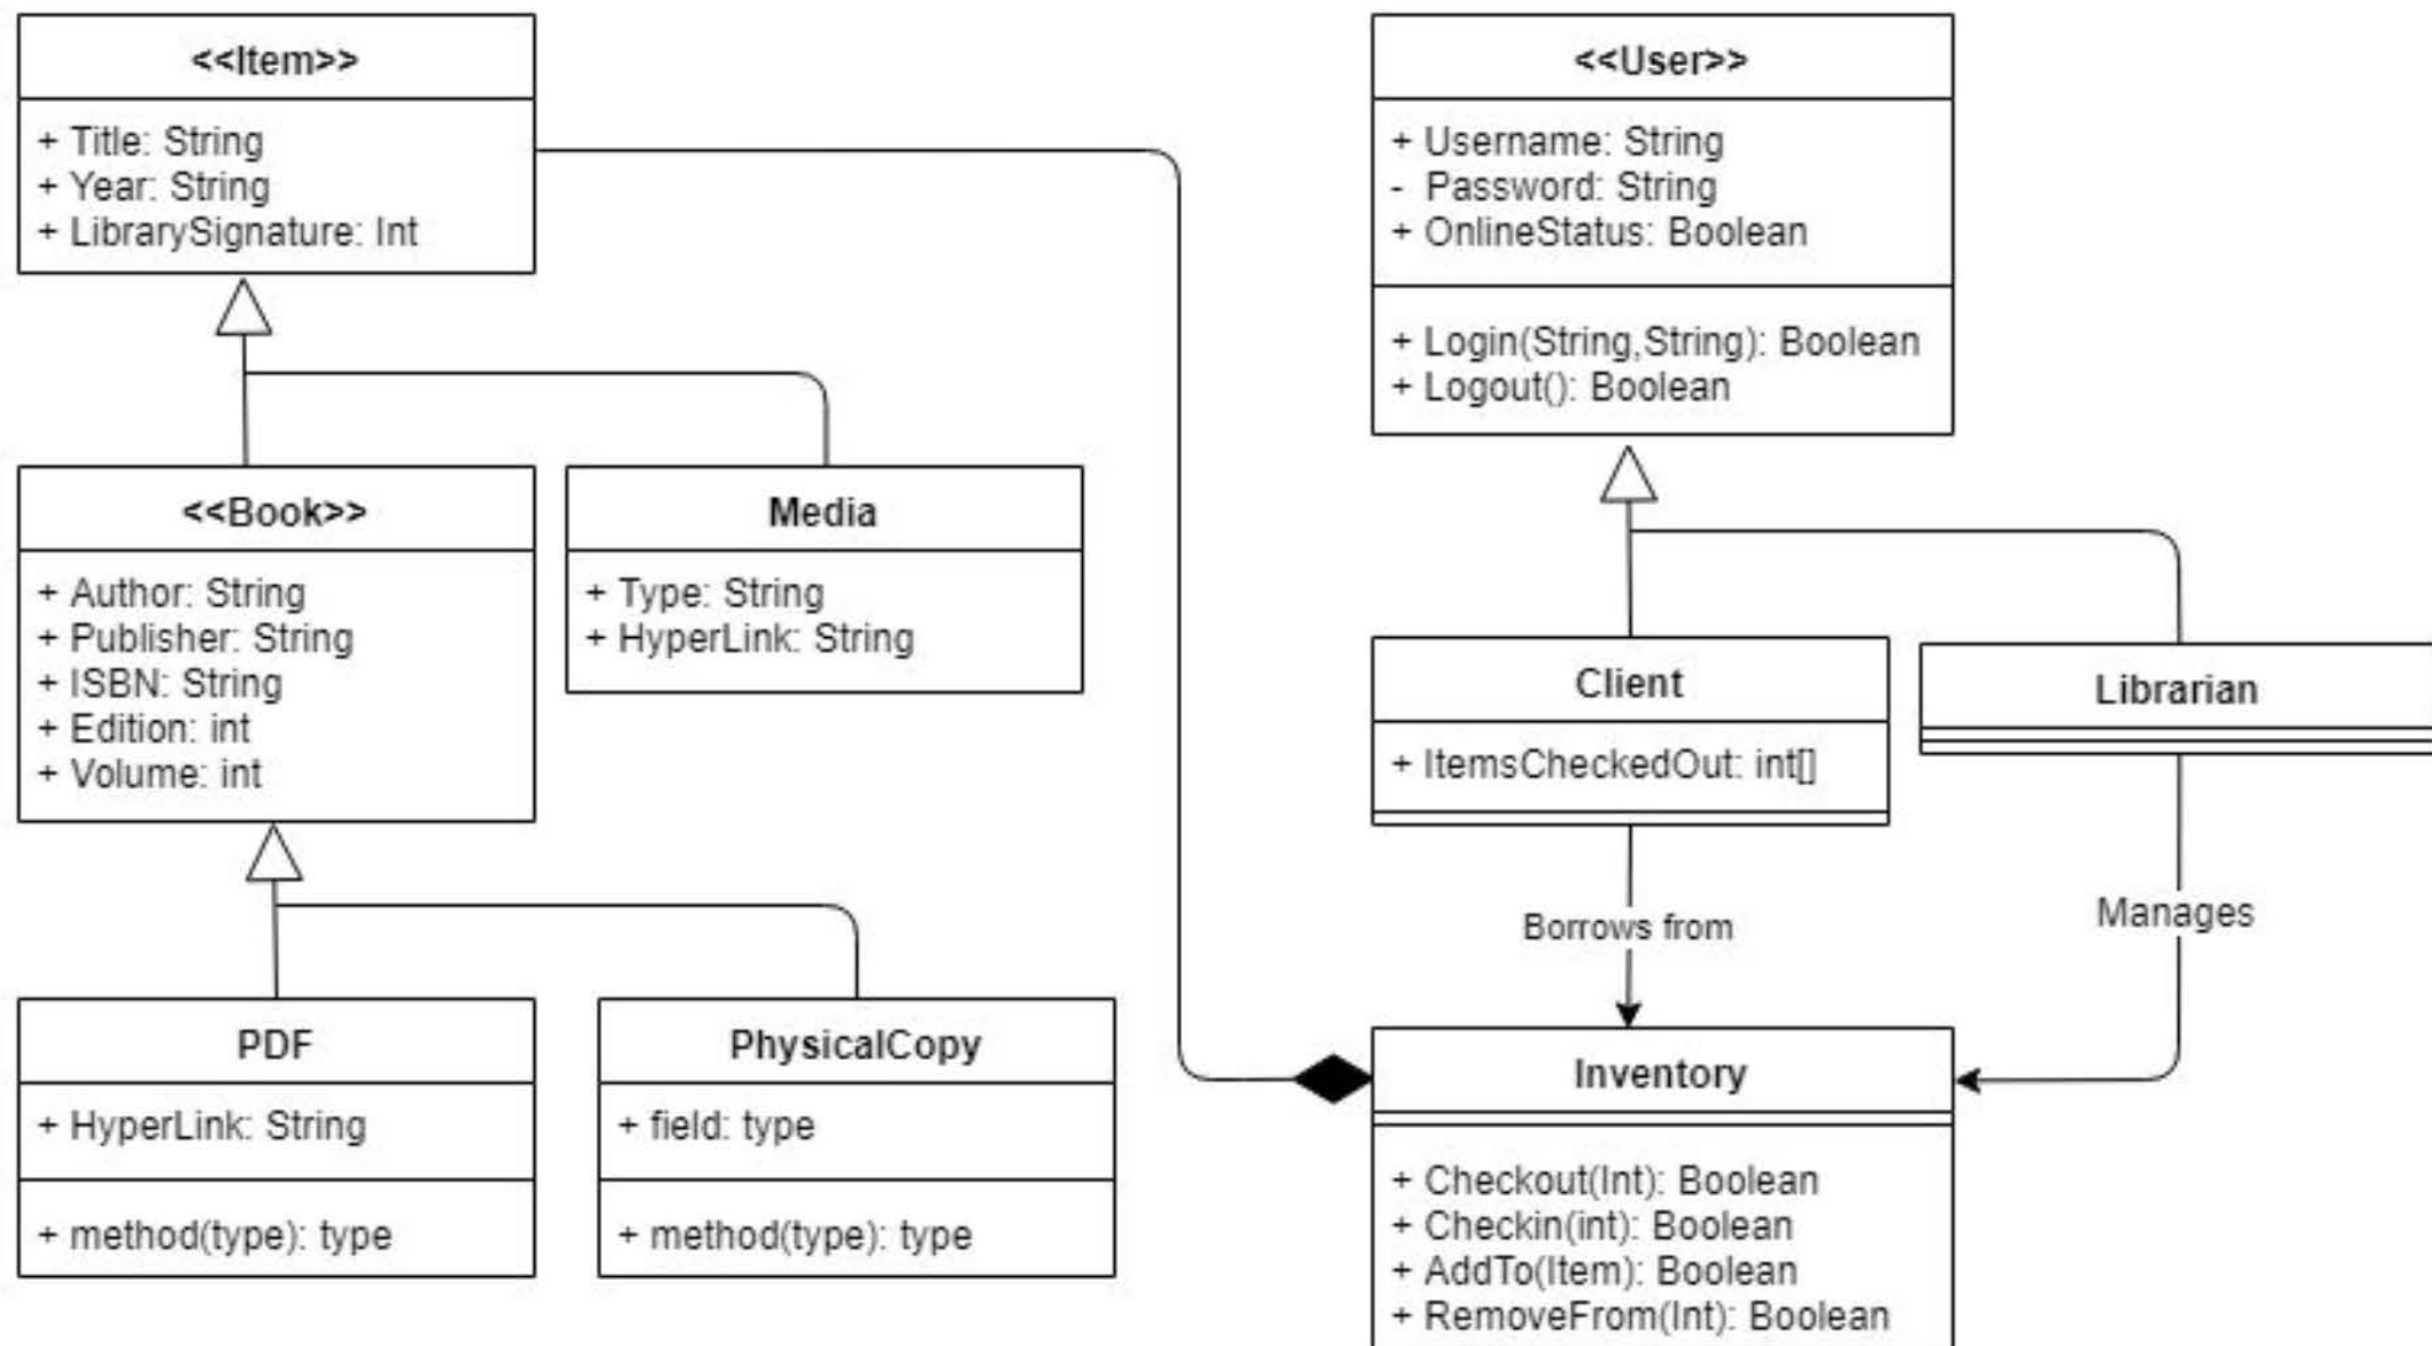 <<Item>>
+ Title: String
+ Year: String
+ LibrarySignature: Int
<<User>>
+ Username: String
- Password: String
+ OnlineStatus: Boolean
+ Login(String,String): Boolean
+ Logout(): Boolean
<<Book>>
+ Author: String
+ Publisher: String
+ ISBN: String
+ Edition: int
+ Volume: int
Media
+ Type: String
+ HyperLink: String
Client
+ ItemsCheckedOut: int[]
Librarian
Borrows from
Manages
PDF
+ HyperLink: String
+ method(type): type
PhysicalCopy
+ field: type
+ method(type): type
Inventory
+ Checkout(Int): Boolean
+ Checkin(int): Boolean
+ AddTo(Item): Boolean
+ RemoveFrom(Int): Boolean